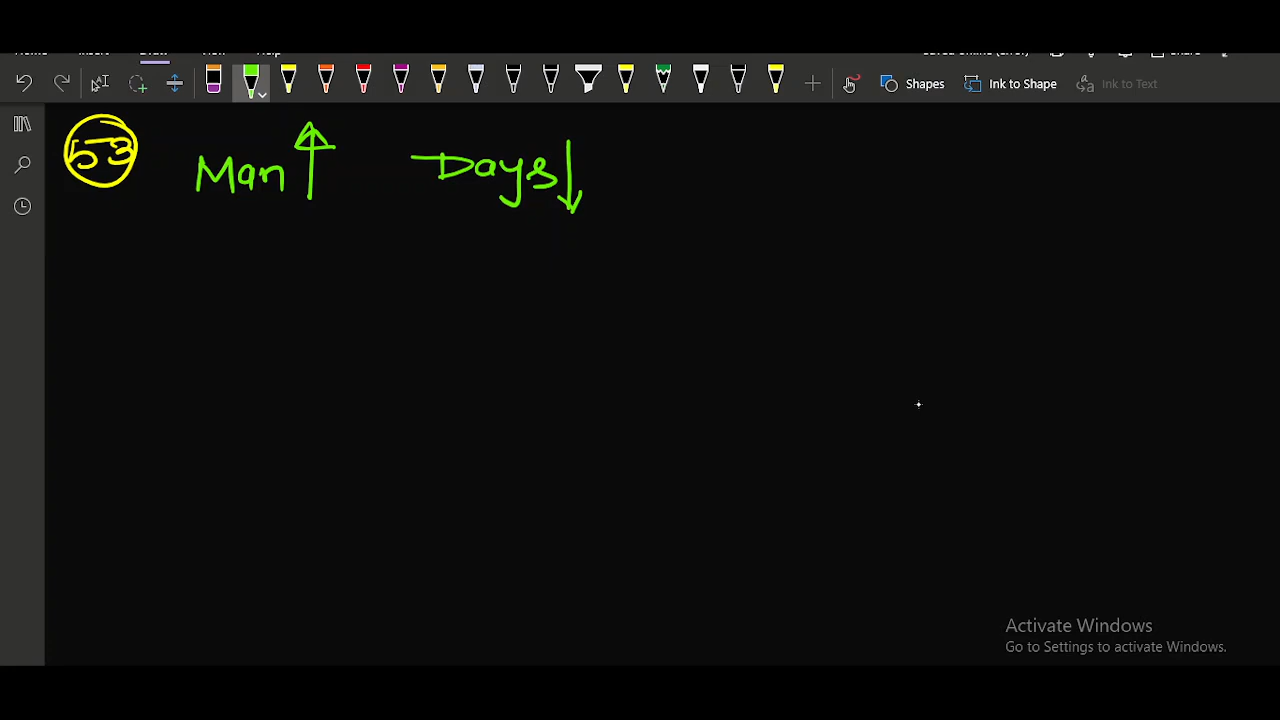 Shapes Ink to Shape Ink to Text
53 Man↑ Days↓
Activate Windows
Go to Settings to activate Windows.